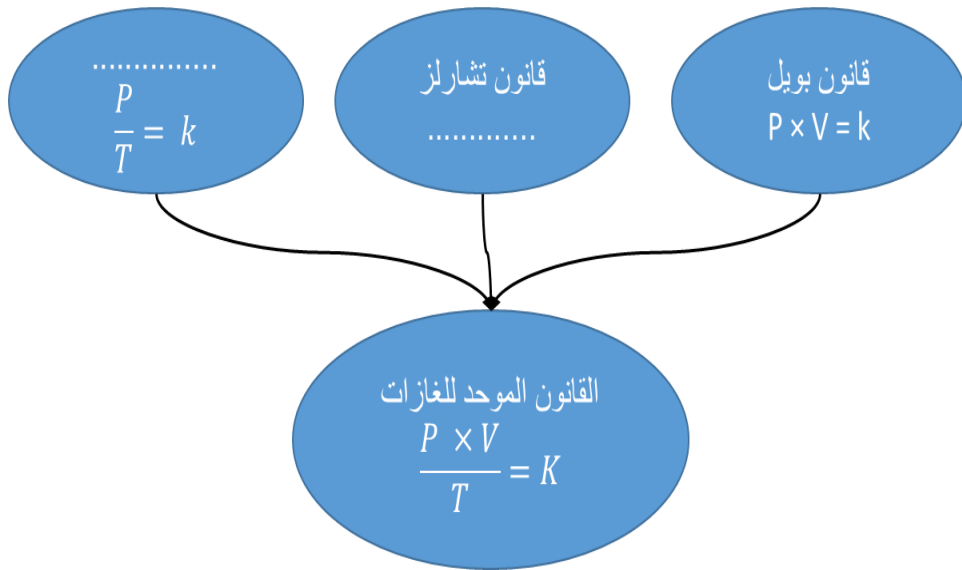 قانون بويل
P × V = k
قانون تشارلز
.............
...............
P
T
= k
القانون الموحد للغازات
P × V
T
= K